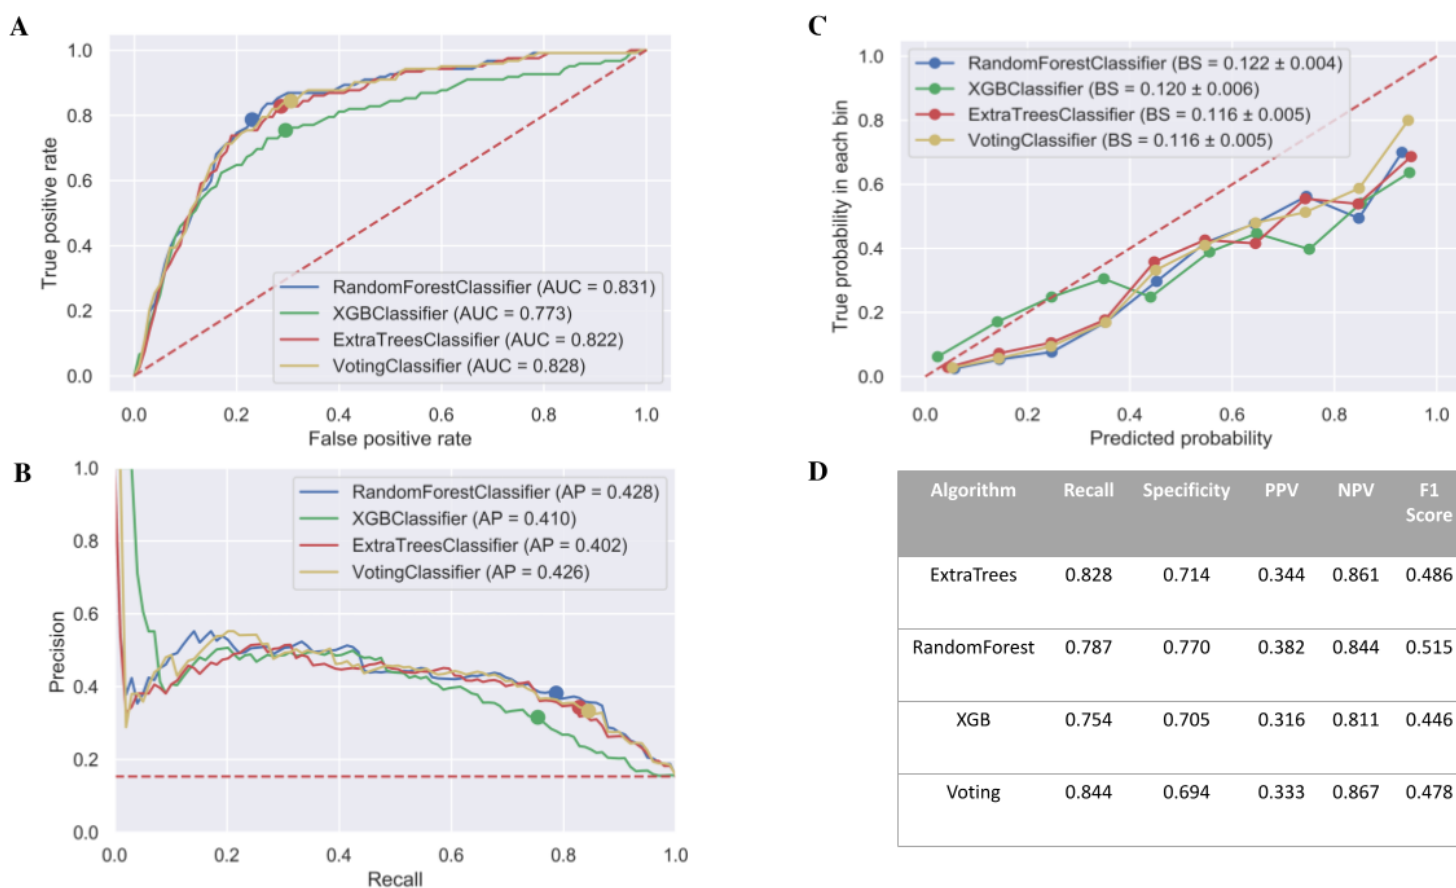 A
True positive rate
1.0
0.8
0.6
0.4
0.2
0.0
RandomForestClassifier (AUC = 0.831)
XGBClassifier (AUC = 0.773)
ExtraTreesClassifier (AUC = 0.822)
VotingClassifier (AUC = 0.828)
0.0 0.2 0.4 0.6 0.8 1.0
False positive rate
B
Precision
1.0
0.8
0.6
0.4
0.2
0.0
RandomForestClassifier (AP = 0.428)
XGBClassifier (AP = 0.410)
ExtraTreesClassifier (AP = 0.402)
VotingClassifier (AP = 0.426)
0.0 0.2 0.4 0.6 0.8 1.0
Recall
C
True probability in each bin
1.0
0.8
0.6
0.4
0.2
0.0
RandomForestClassifier (BS = 0.122 ± 0.004)
XGBClassifier (BS = 0.120 ± 0.006)
ExtraTreesClassifier (BS = 0.116 ± 0.005)
VotingClassifier (BS = 0.116 ± 0.005)
0.0 0.2 0.4 0.6 0.8 1.0
Predicted probability
D
Algorithm Recall Specificity PPV NPV F1 Score
ExtraTrees 0.828 0.714 0.344 0.861 0.486
RandomForest 0.787 0.770 0.382 0.844 0.515
XGB 0.754 0.705 0.316 0.811 0.446
Voting 0.844 0.694 0.333 0.867 0.478